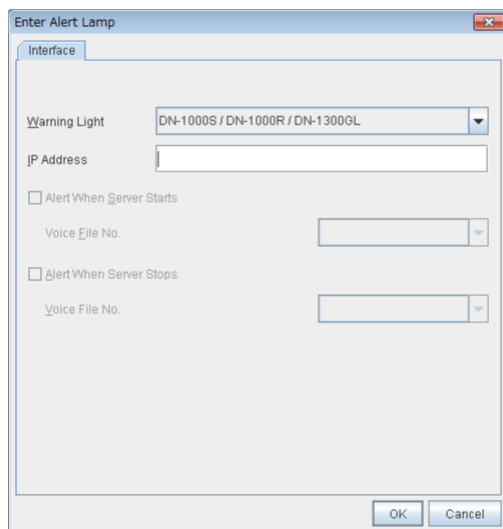 Enter Alert Lamp
Interface
Warning Light DN-1000S / DN-1000R / DN-1300GL
IP Address
Alert When Server Starts
Voice File No.
Alert When Server Stops
Voice File No.
OK Cancel